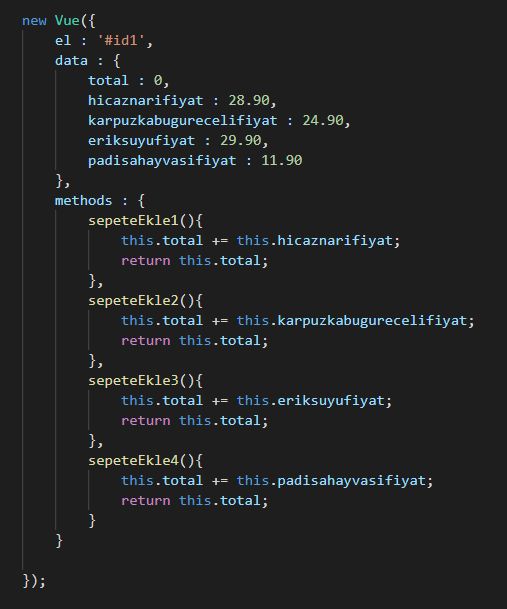 new Vue({
    el : '#id1',
    data : {
        total : 0,
        hicaznarifiyat : 28.90,
        karpuzkabugurecelifiyat : 24.90,
        eriksuyufiyat : 29.90,
        padisahayvasifiyat : 11.90
    },
    methods : {
        sepeteEkle1(){
            this.total += this.hicaznarifiyat;
            return this.total;
        },
        sepeteEkle2(){
            this.total += this.karpuzkabugurecelifiyat;
            return this.total;
        },
        sepeteEkle3(){
            this.total += this.eriksuyufiyat;
            return this.total;
        },
        sepeteEkle4(){
            this.total += this.padisahayvasifiyat;
            return this.total;
        }
    }

});